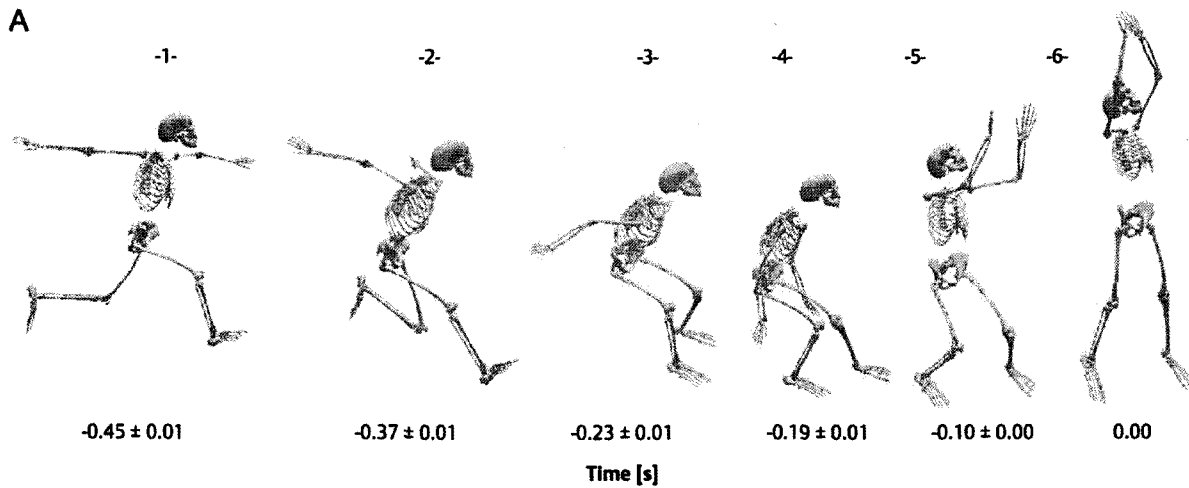 A
-1- -2- -3- -4- -5- -6-
-0.45 ± 0.01 -0.37 ± 0.01 -0.23 ± 0.01 -0.19 ± 0.01 -0.10 ± 0.00 0.00
Time [s]